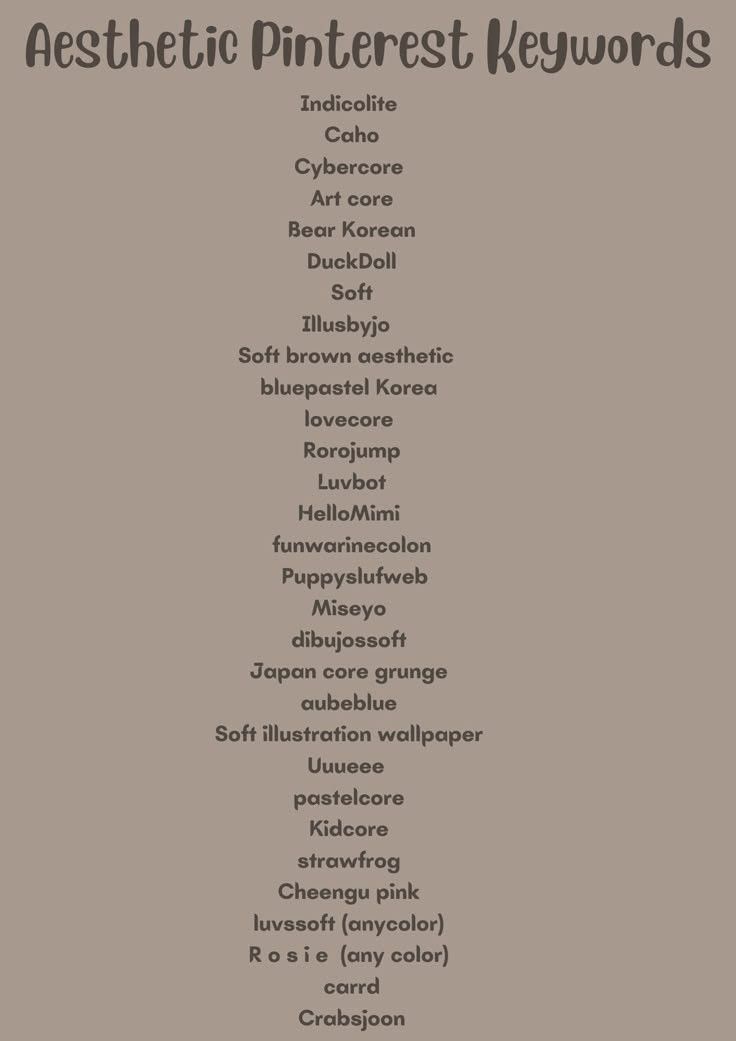 Aesthetic Pinterest Keywords
Indicolite
Caho
Cybercore
Art core
Bear Korean
DuckDoll
Soft
Illusbyjo
Soft brown aesthetic
bluepastel Korea
lovecore
Rorojump
Luvbot
HelloMimi
funwarinecolon
Puppyslufweb
Miseyo
dibujossoft
Japan core grunge
aubeblue
Soft illustration wallpaper
Uuueee
pastelcore
Kidcore
strawfrog
Cheengu pink
luvssoft (anycolor)
R o s i e (any color)
carrd
Crabsjoon